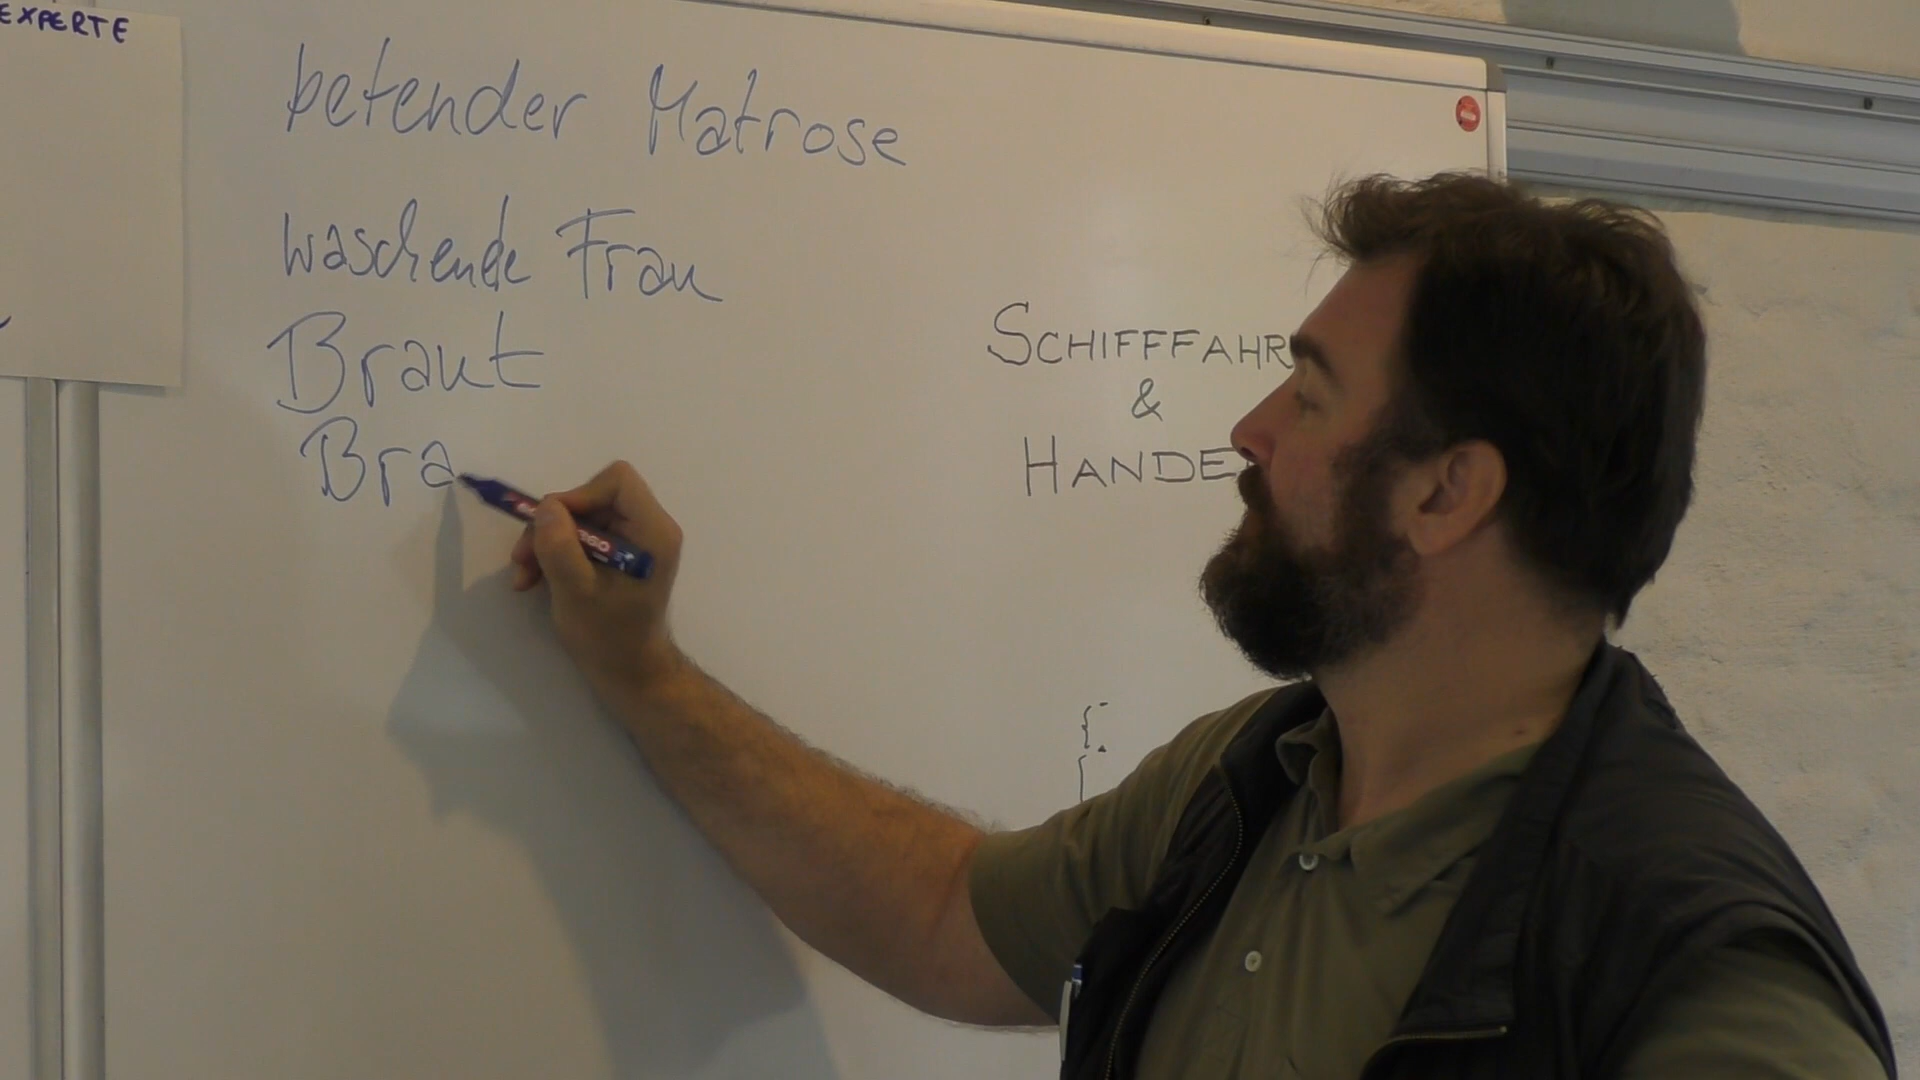 EXPERTE
betender Matrose
waschende Frau
Braut
Bra
SCHIFFFAHR
&
HANDE